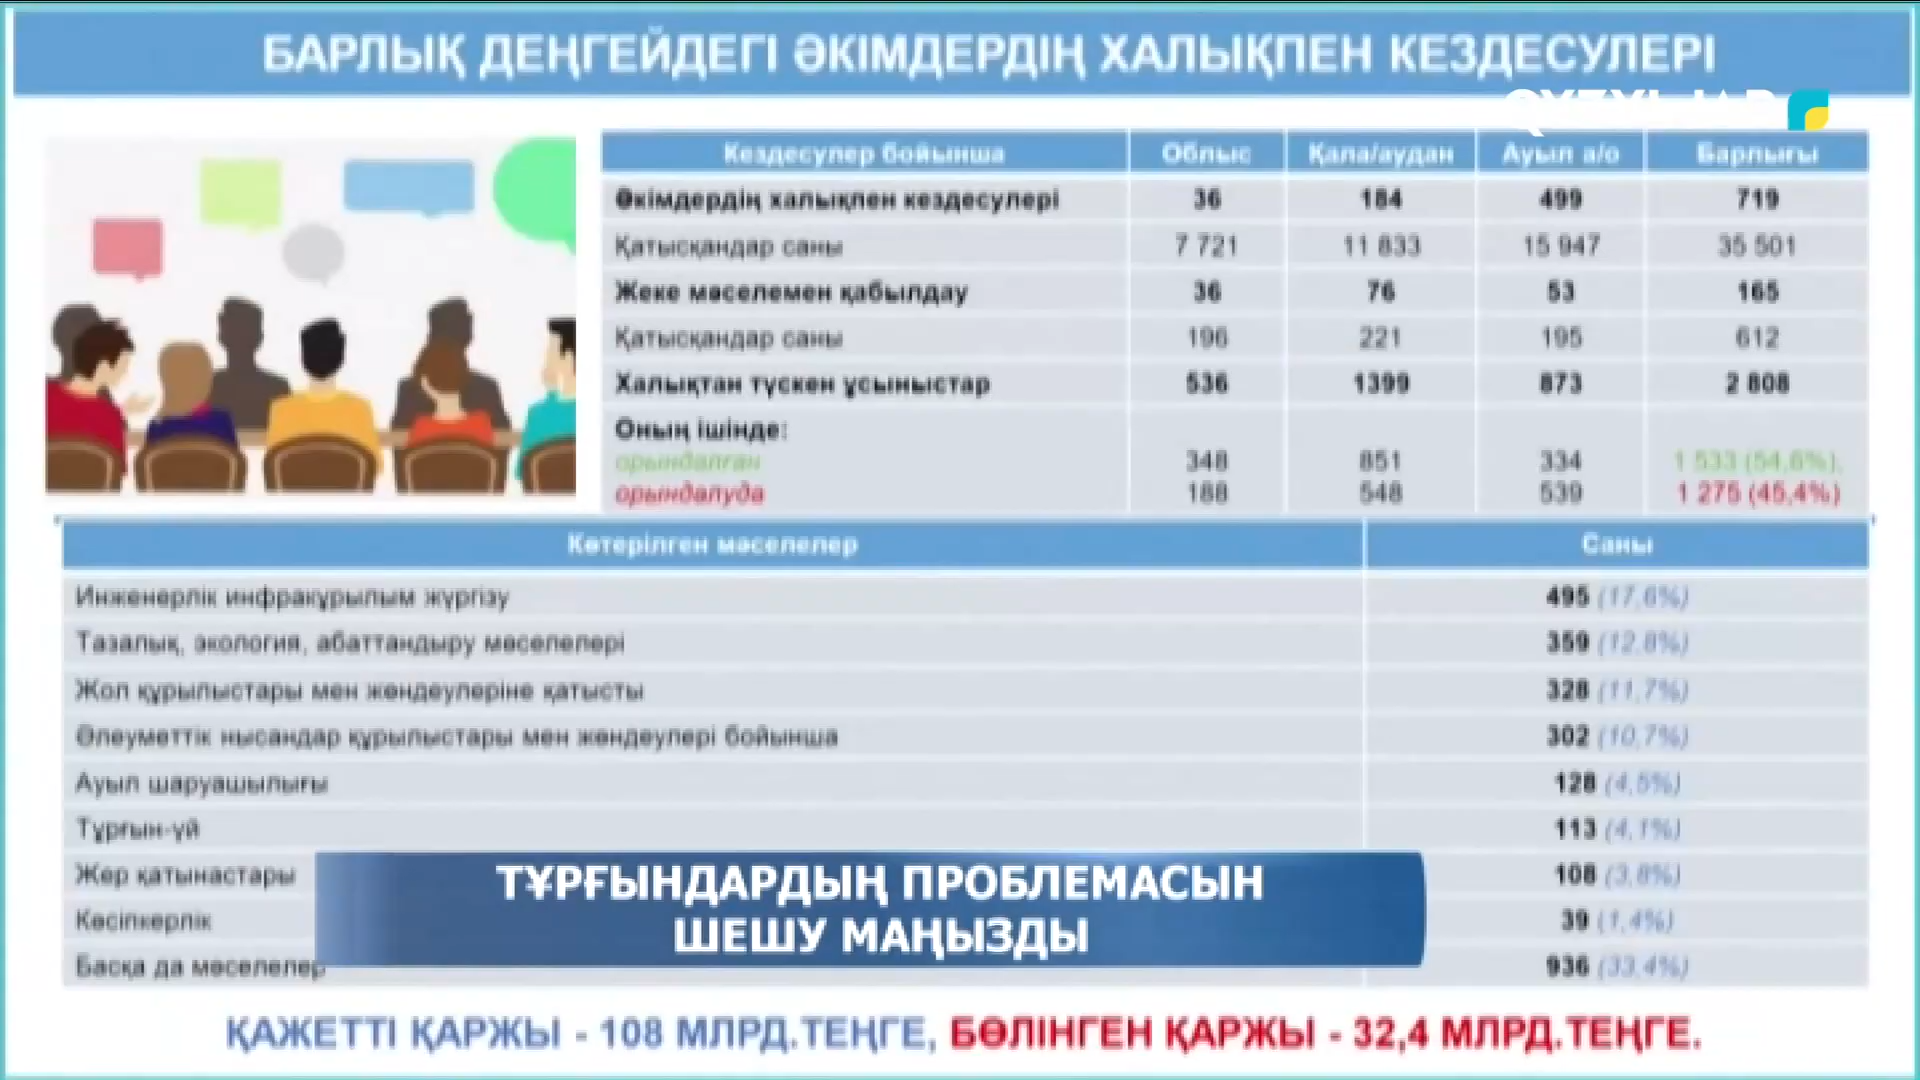 БАРЛЫҚ ДЕҢГЕЙДЕГІ ӘКІМДЕРДІҢ ХАЛЫҚПЕН КЕЗДЕСУЛЕРІ
Кездесулер бойынша Облыс Қала/аудан Ауыл а/о Барлығы
Әкімдердің халықпен кездесулері 36 184 499 719
Қатысқандар саны 7 721 11 833 15 947 35 501
Жеке мәселемен қабылдау 36 76 53 165
Қатысқандар саны 196 221 195 612
Халықтан түскен ұсыныстар 536 1399 873 2 808
Оның ішінде:
орындалған 348 851 334 1 533 (54,6%),
орындалуда 188 548 539 1 275 (45,4%)
Көтерілген мәселелер Саны
Инженерлік инфрақұрылым жүргізу 495 (17,6%)
Тазалық, экология, абаттандыру мәселелері 359 (12,8%)
Жол құрылыстары мен жөндеулеріне қатысты 328 (11,7%)
Әлеуметтік нысандар құрылыстары мен жөндеулері бойынша 302 (10,7%)
Ауыл шаруашылығы 128 (4,5%)
Тұрғын-үй 113 (4,1%)
Жер қатынастары 108 (3,8%)
Кәсіпкерлік 39 (1,4%)
Басқа да мәселелер 936 (33,4%)
ТҰРҒЫНДАРДЫҢ ПРОБЛЕМАСЫН
ШЕШУ МАҢЫЗДЫ
ҚАЖЕТТІ ҚАРЖЫ - 108 МЛРД.ТЕҢГЕ, БӨЛІНГЕН ҚАРЖЫ - 32,4 МЛРД.ТЕҢГЕ.